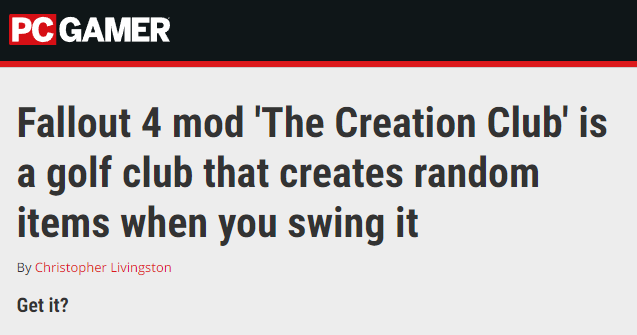 PC GAMER
Fallout 4 mod 'The Creation Club' is
a golf club that creates random
items when you swing it
By Christopher Livingston
Get it?